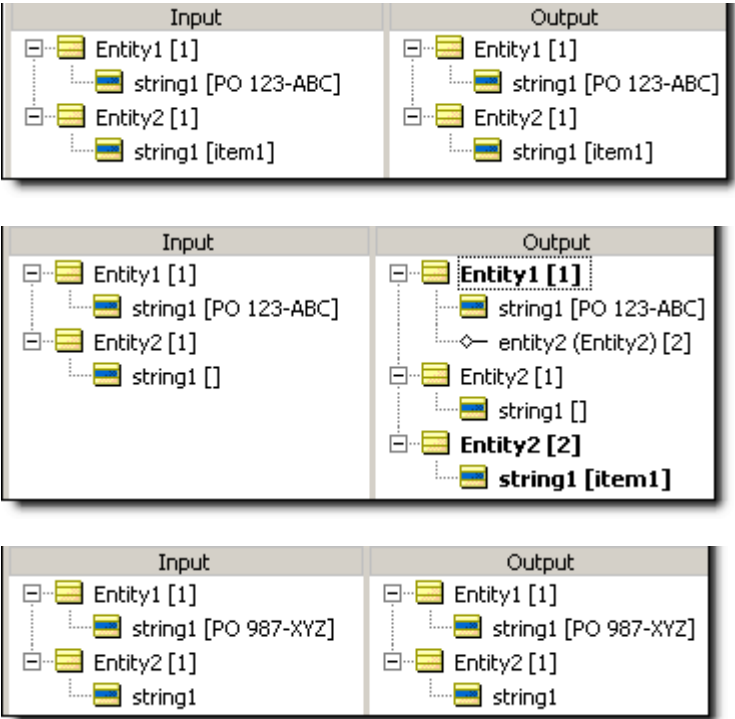 Input Output
Entity1 [1] Entity1 [1]
string1 [PO 123-ABC] string1 [PO 123-ABC]
Entity2 [1] Entity2 [1]
string1 [item1] string1 [item1]
Input Output
Entity1 [1] Entity1 [1]
string1 [PO 123-ABC] string1 [PO 123-ABC]
Entity2 [1] entity2 (Entity2) [2]
string1 [] Entity2 [1]
string1 []
Entity2 [2]
string1 [item1]
Input Output
Entity1 [1] Entity1 [1]
string1 [PO 987-XYZ] string1 [PO 987-XYZ]
Entity2 [1] Entity2 [1]
string1 string1